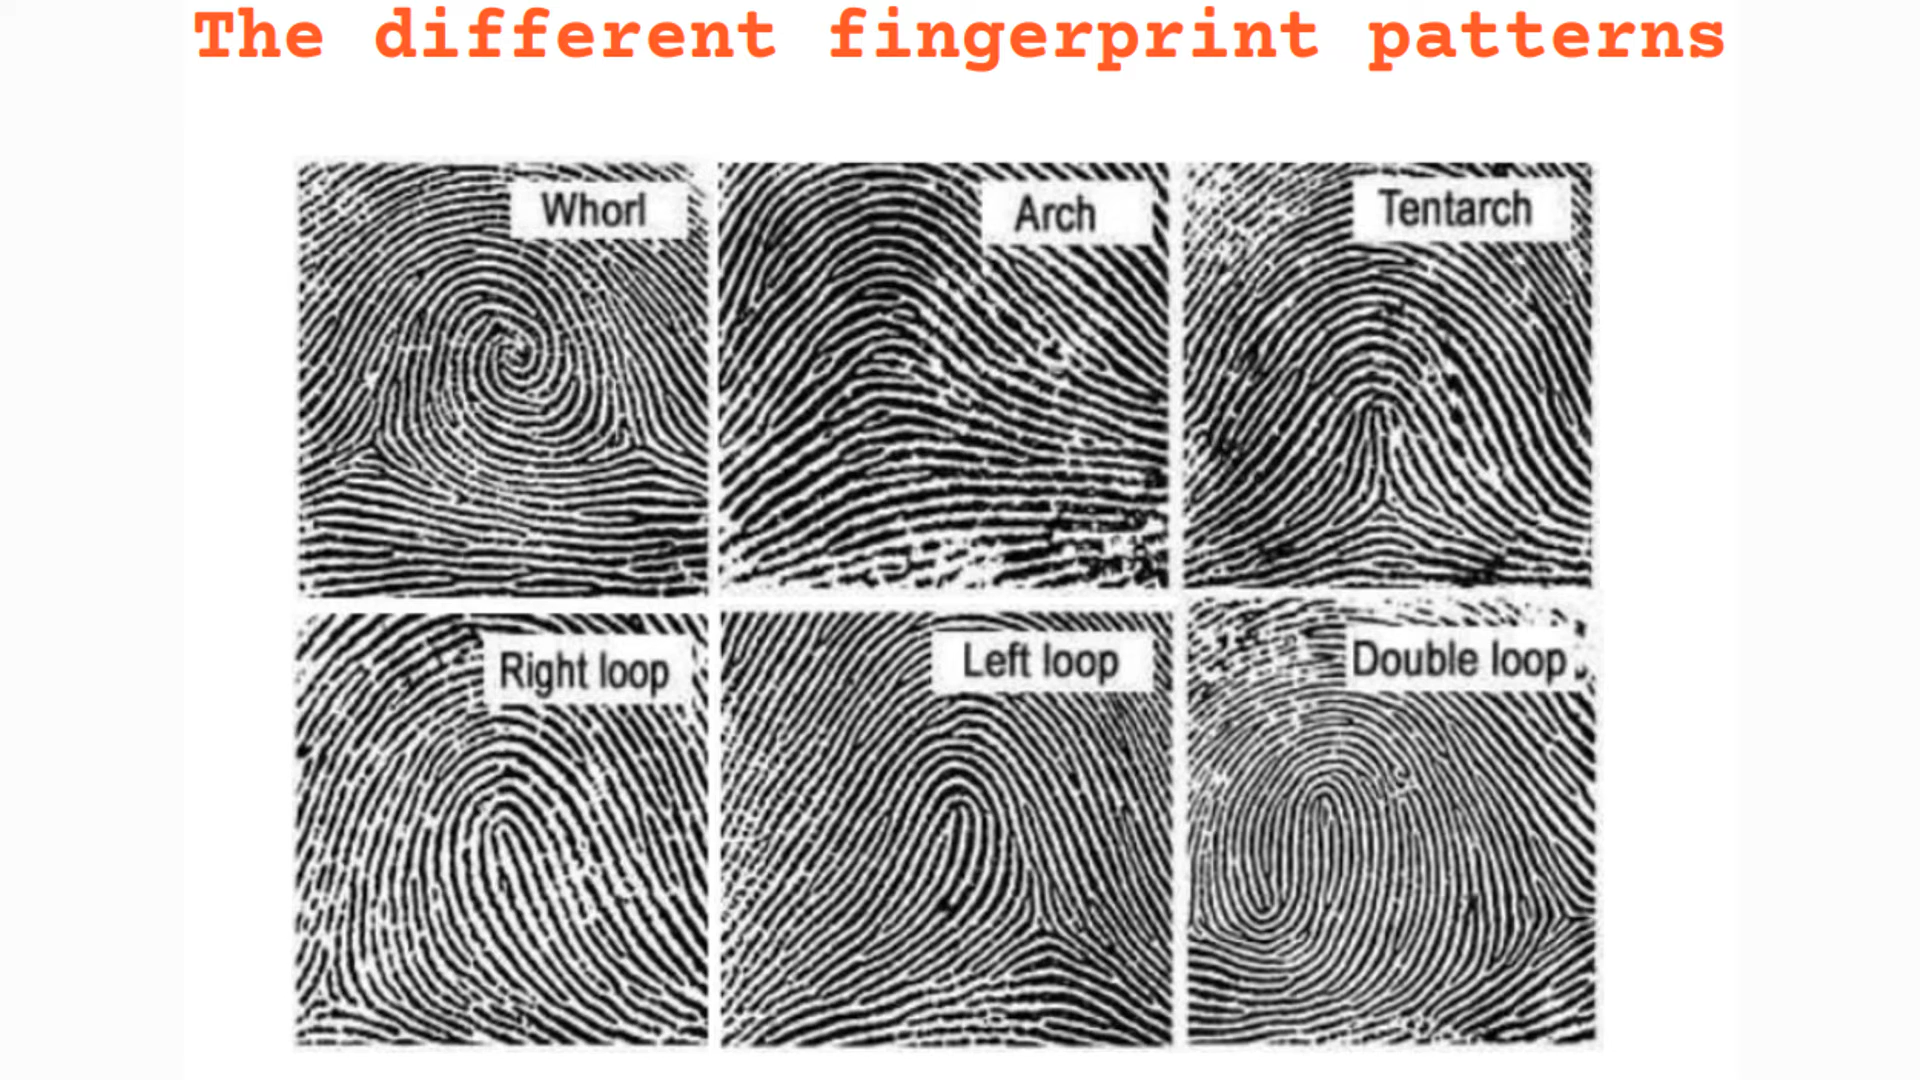 The different fingerprint patterns
Whorl
Arch
Tentarch
Right loop
Left loop
Double loop